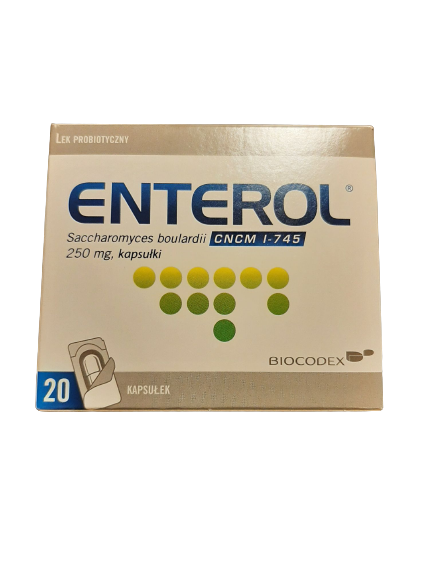 LEK PROBIOTYCZNY
ENTEROL®
Saccharomyces boulardii CNCM I-745
250 mg, kapsułki
BIOCODEX
20 KAPSUŁEK